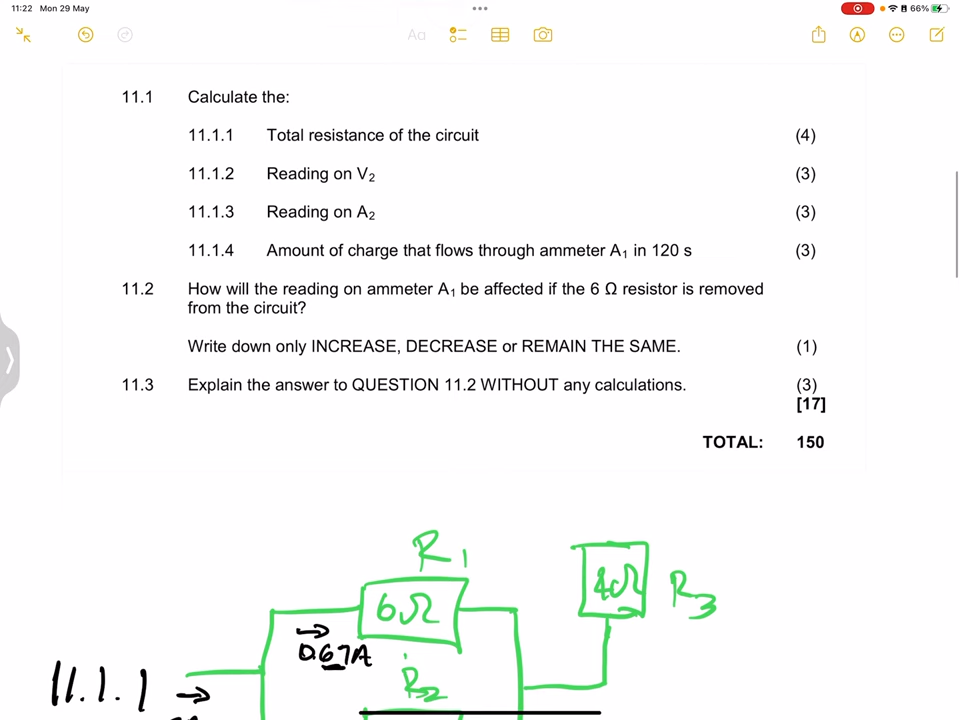 11:22 Mon 29 May
66%
Aa
11.1 Calculate the:
11.1.1 Total resistance of the circuit (4)
11.1.2 Reading on V₂ (3)
11.1.3 Reading on A₂ (3)
11.1.4 Amount of charge that flows through ammeter A₁ in 120 s (3)
11.2 How will the reading on ammeter A₁ be affected if the 6 Ω resistor is removed
from the circuit?
Write down only INCREASE, DECREASE or REMAIN THE SAME. (1)
11.3 Explain the answer to QUESTION 11.2 WITHOUT any calculations. (3)
[17]
TOTAL: 150
R1
6Ω
4Ω
R3
0.67A
R2
11.1.1